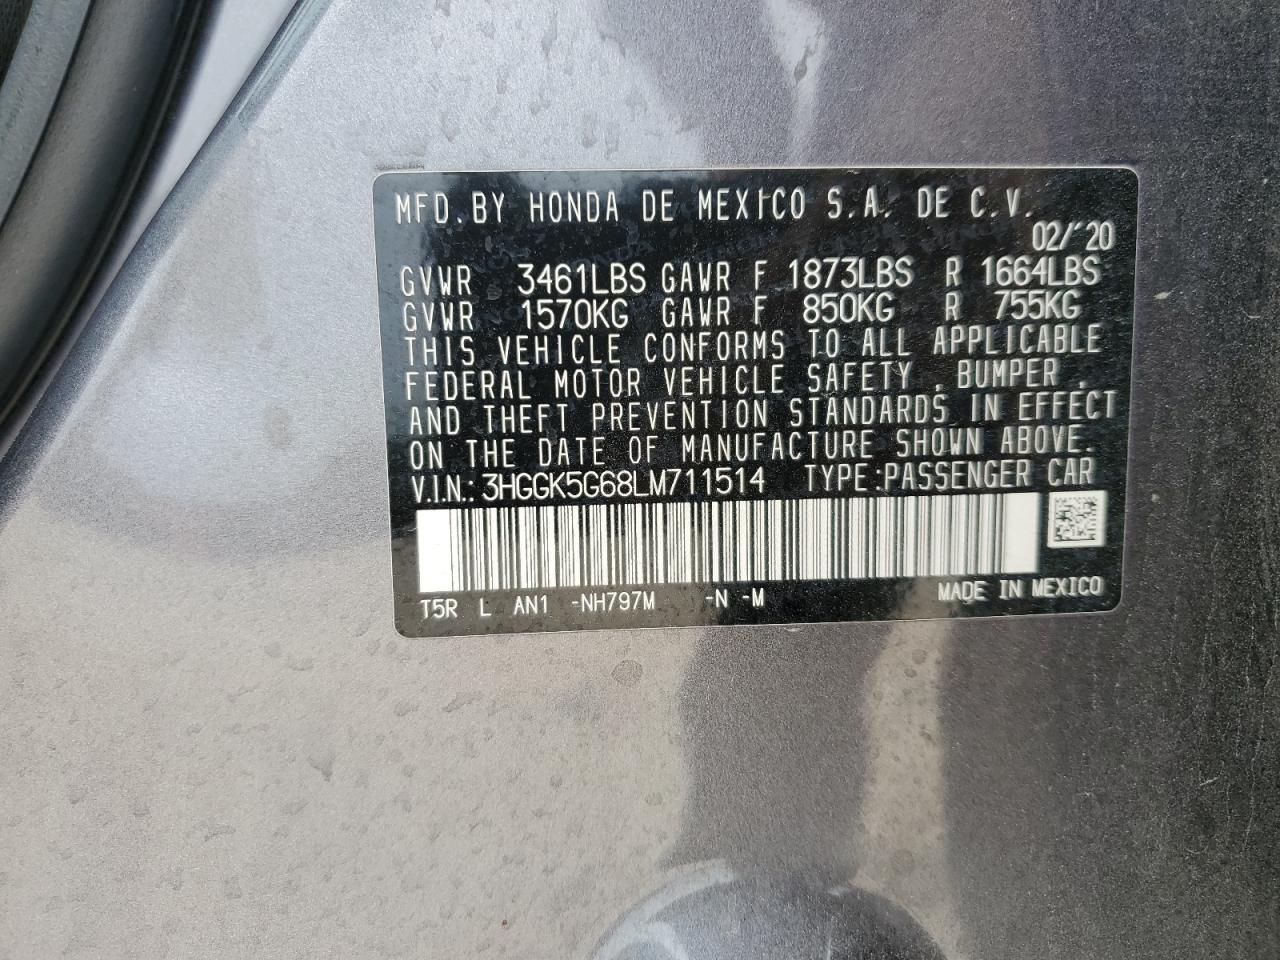 MFD.BY HONDA DE MEXICO S.A. DE C.V.
02/'20
GVWR 3461LBS GAWR F 1873LBS R 1664LBS
GVWR 1570KG GAWR F 850KG R 755KG
THIS VEHICLE CONFORMS TO ALL APPLICABLE
FEDERAL MOTOR VEHICLE SAFETY , BUMPER ,
AND THEFT PREVENTION STANDARDS IN EFFECT
ON THE DATE OF MANUFACTURE SHOWN ABOVE.
V.I.N.: 3HGGK5G68LM711514 TYPE:PASSENGER CAR
T5R L AN1 -NH797M -N -M MADE IN MEXICO